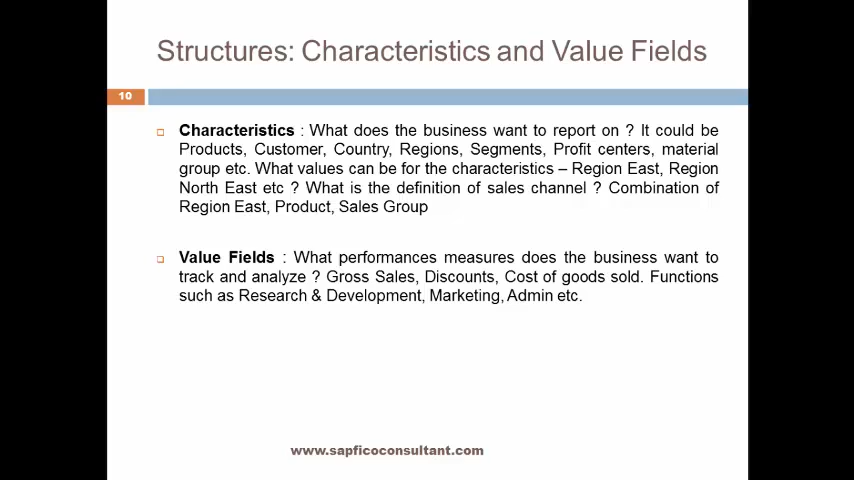 Structures: Characteristics and Value Fields
10
Characteristics : What does the business want to report on ? It could be
Products, Customer, Country, Regions, Segments, Profit centers, material
group etc. What values can be for the characteristics – Region East, Region
North East etc ? What is the definition of sales channel ? Combination of
Region East, Product, Sales Group
Value Fields : What performances measures does the business want to
track and analyze ? Gross Sales, Discounts, Cost of goods sold. Functions
such as Research & Development, Marketing, Admin etc.
www.sapficoconsultant.com